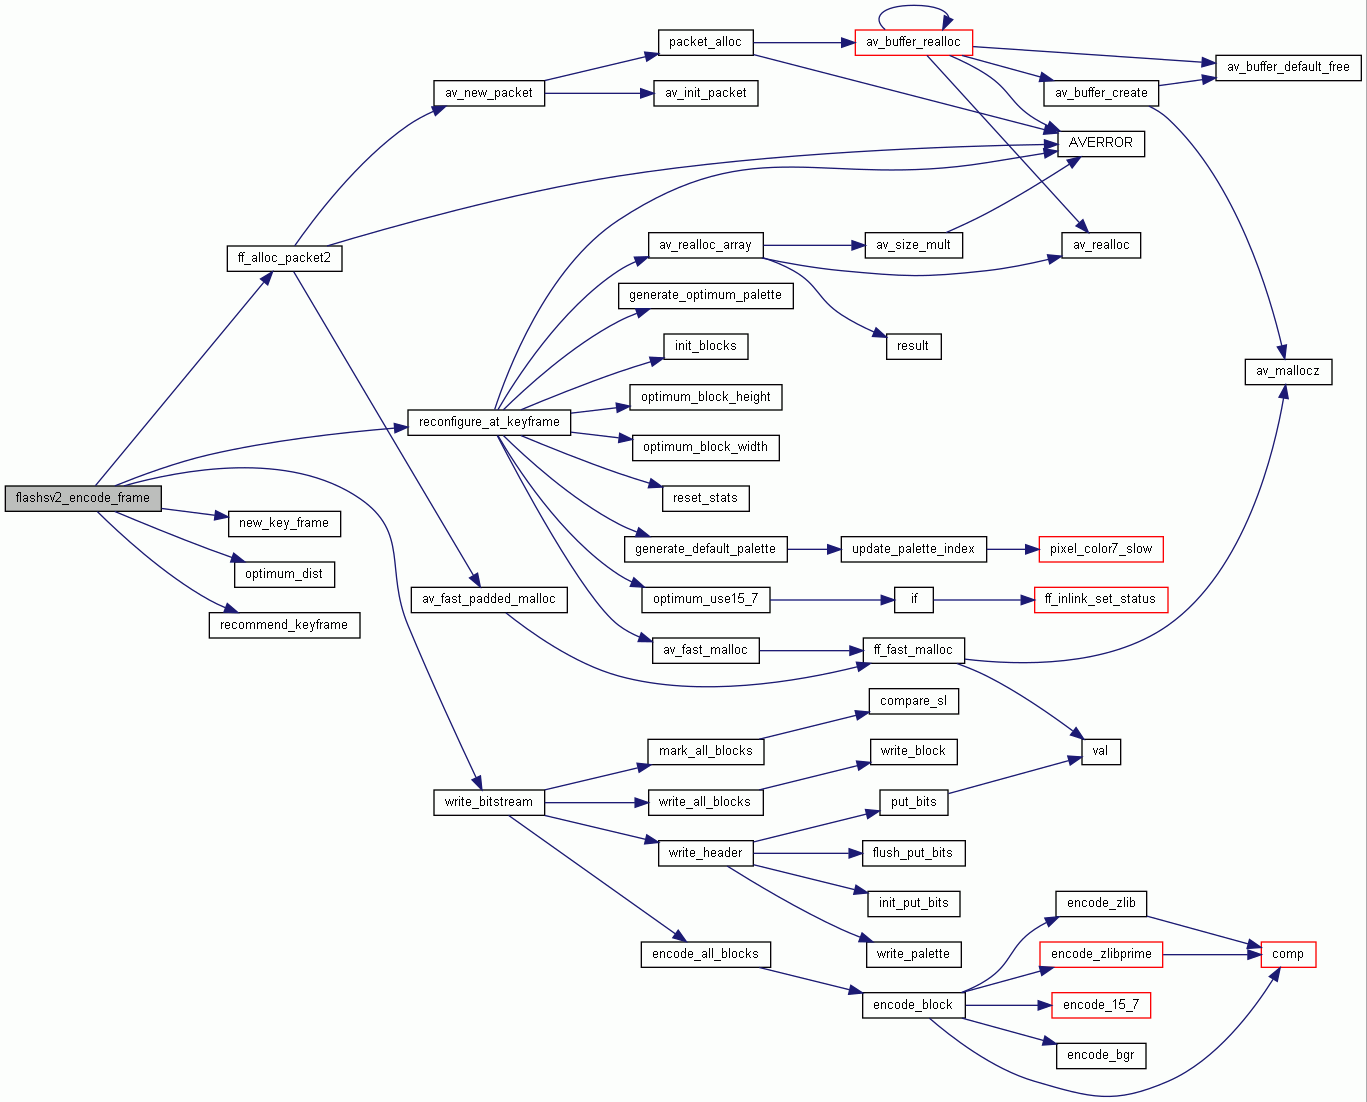 packet_alloc
av_buffer_realloc
av_buffer_default_free
av_new_packet
av_init_packet
av_buffer_create
AVERROR
ff_alloc_packet2
av_realloc_array
av_size_mult
av_realloc
generate_optimum_palette
init_blocks
result
av_mallocz
optimum_block_height
reconfigure_at_keyframe
optimum_block_width
flashsv2_encode_frame
reset_stats
new_key_frame
generate_default_palette
update_palette_index
pixel_color7_slow
optimum_dist
av_fast_padded_malloc
optimum_use15_7
if
ff_inlink_set_status
recommend_keyframe
av_fast_malloc
ff_fast_malloc
compare_sl
mark_all_blocks
write_block
val
write_bitstream
write_all_blocks
put_bits
write_header
flush_put_bits
init_put_bits
encode_zlib
encode_all_blocks
write_palette
encode_zlibprime
comp
encode_block
encode_15_7
encode_bgr